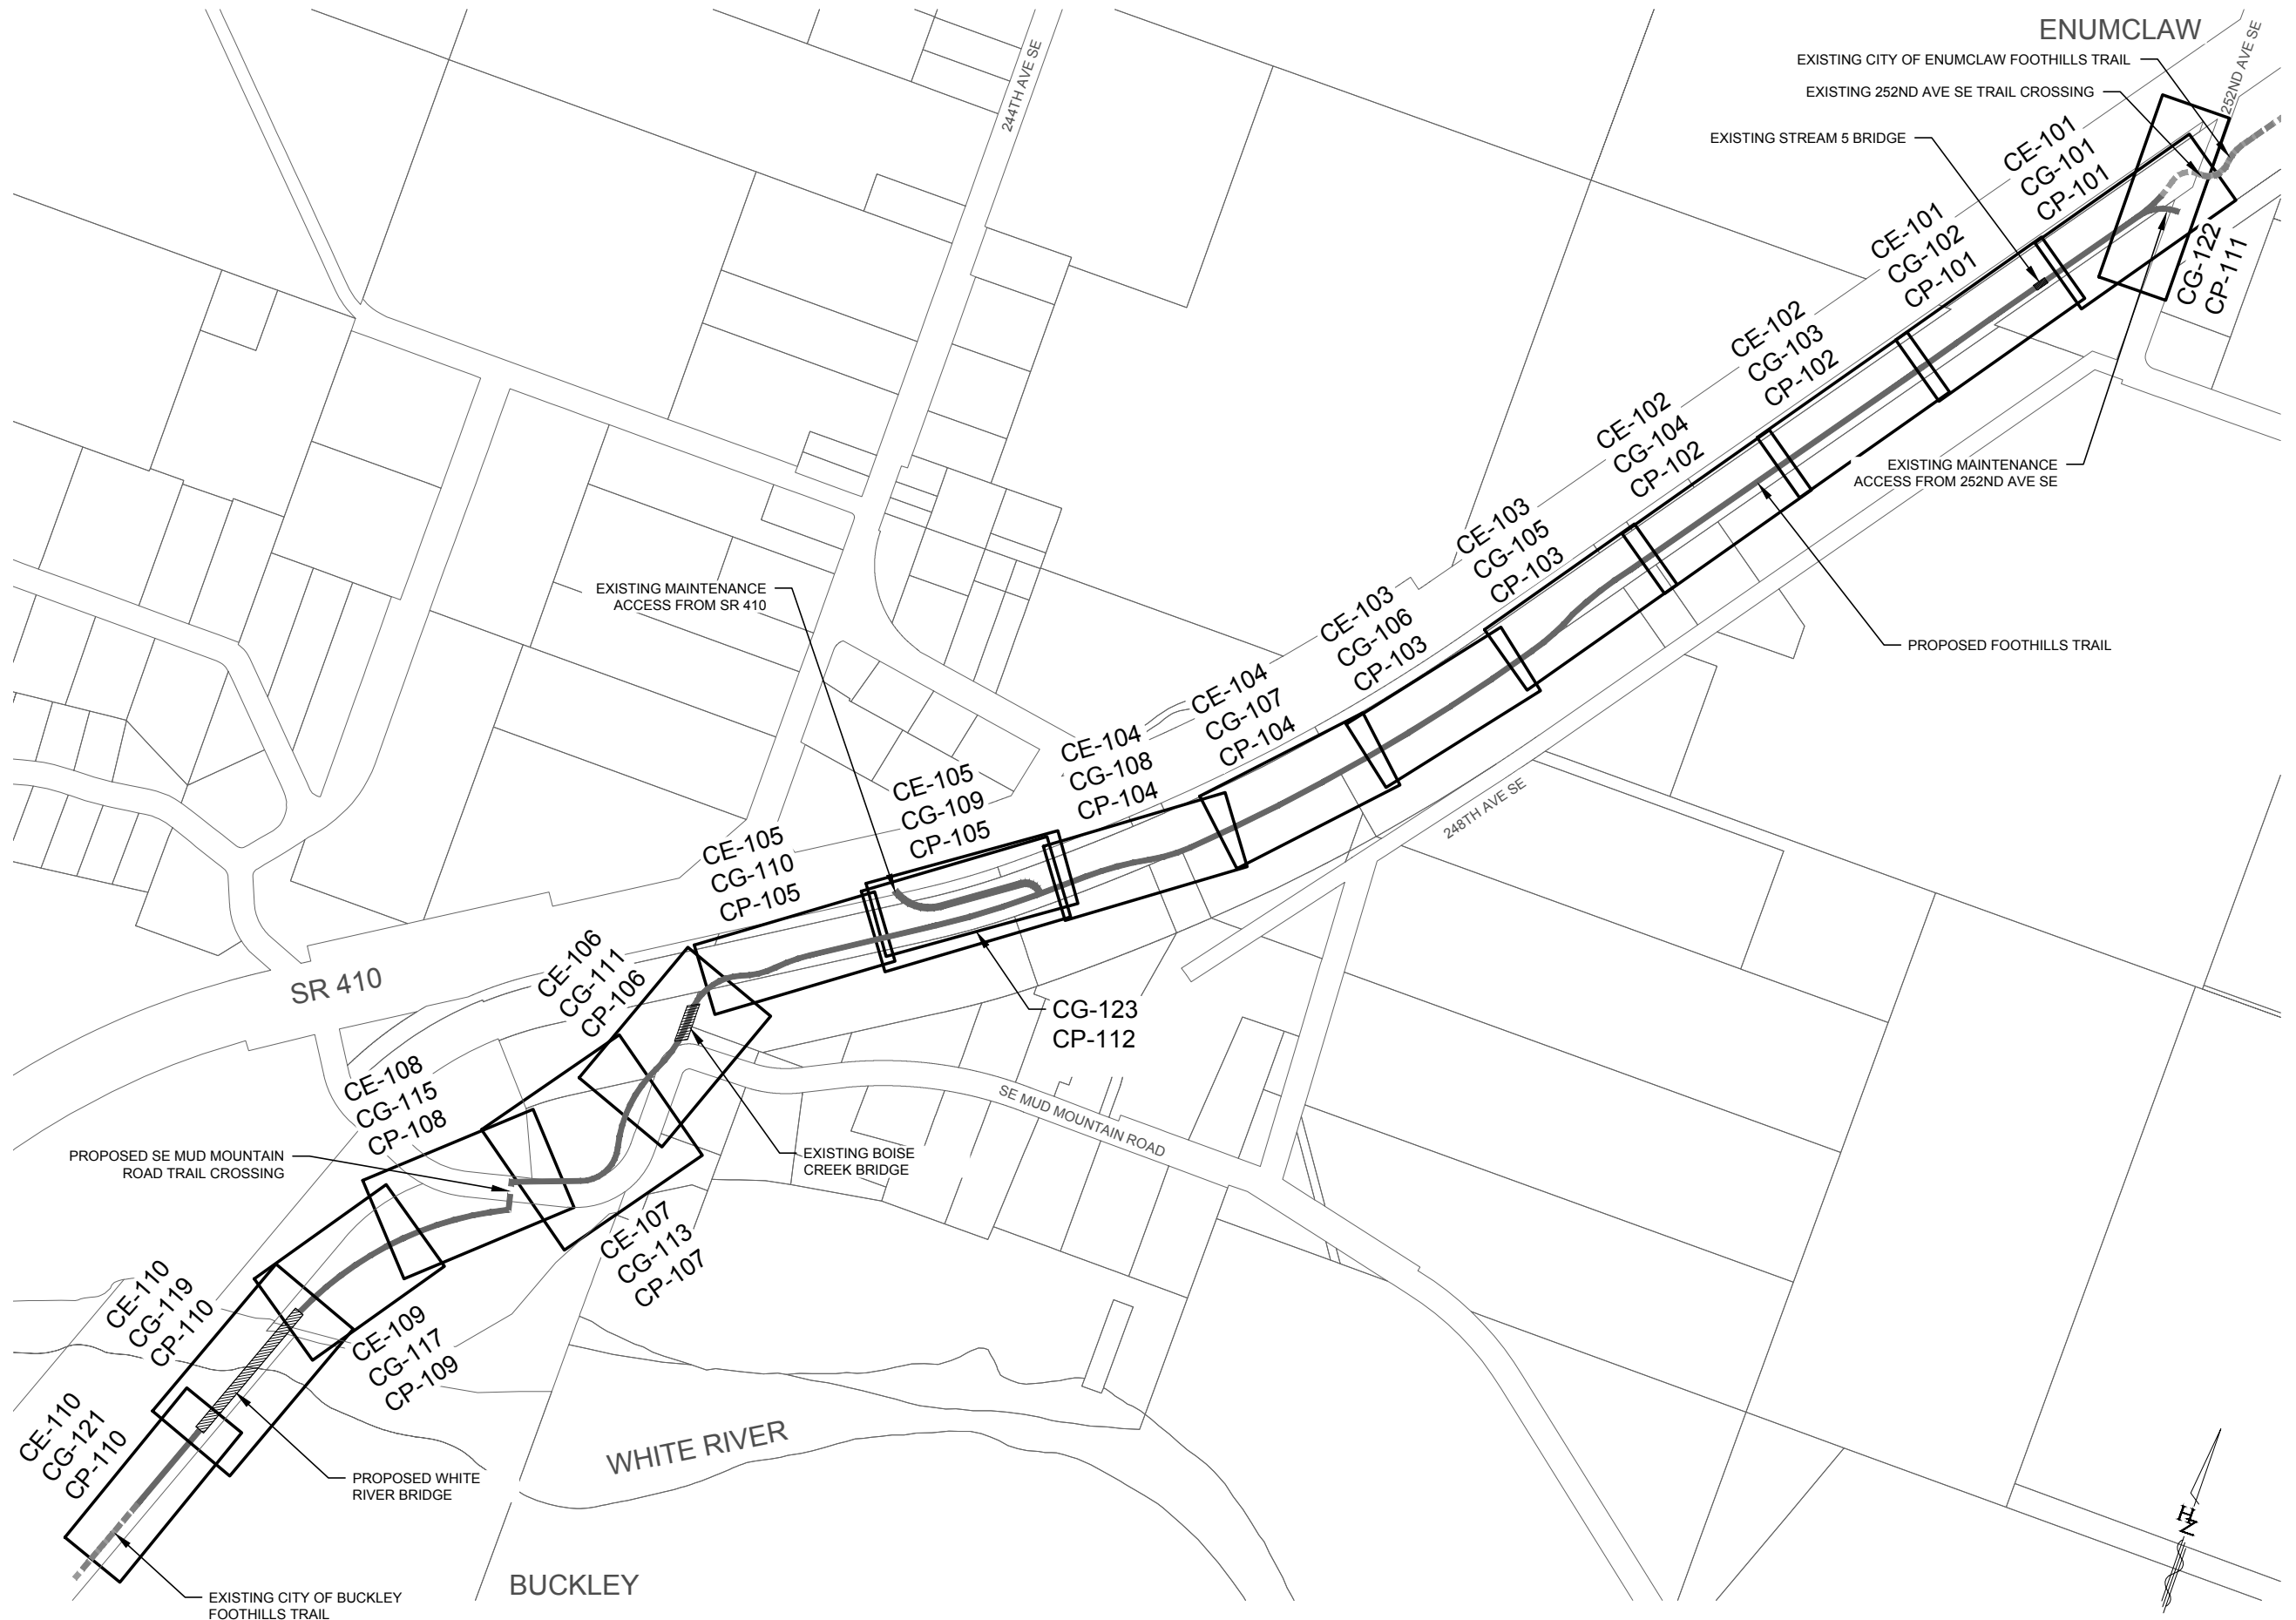 ENUMCLAW
252ND AVE SE
EXISTING CITY OF ENUMCLAW FOOTHILLS TRAIL
EXISTING 252ND AVE SE TRAIL CROSSING
EXISTING STREAM 5 BRIDGE
244TH AVE SE
CE-101
CG-101
CP-101
CE-101
CG-102
CP-101
CG-122
CP-111
CE-102
CG-103
CP-102
CE-102
CG-104
CP-102
EXISTING MAINTENANCE
ACCESS FROM 252ND AVE SE
CE-103
CG-105
CP-103
EXISTING MAINTENANCE
ACCESS FROM SR 410
CE-103
CG-106
CP-103
PROPOSED FOOTHILLS TRAIL
CE-104
CG-107
CP-104
CE-104
CG-108
CP-104
CE-105
CG-109
CP-105
248TH AVE SE
CE-105
CG-110
CP-105
SR 410
CE-106
CG-111
CP-106
CG-123
CP-112
CE-108
CG-115
CP-108
SE MUD MOUNTAIN ROAD
PROPOSED SE MUD MOUNTAIN
ROAD TRAIL CROSSING
EXISTING BOISE
CREEK BRIDGE
CE-107
CG-113
CP-107
CE-110
CG-119
CP-110
CE-109
CG-117
CP-109
CE-110
CG-121
CP-110
WHITE RIVER
PROPOSED WHITE
RIVER BRIDGE
N
BUCKLEY
EXISTING CITY OF BUCKLEY
FOOTHILLS TRAIL